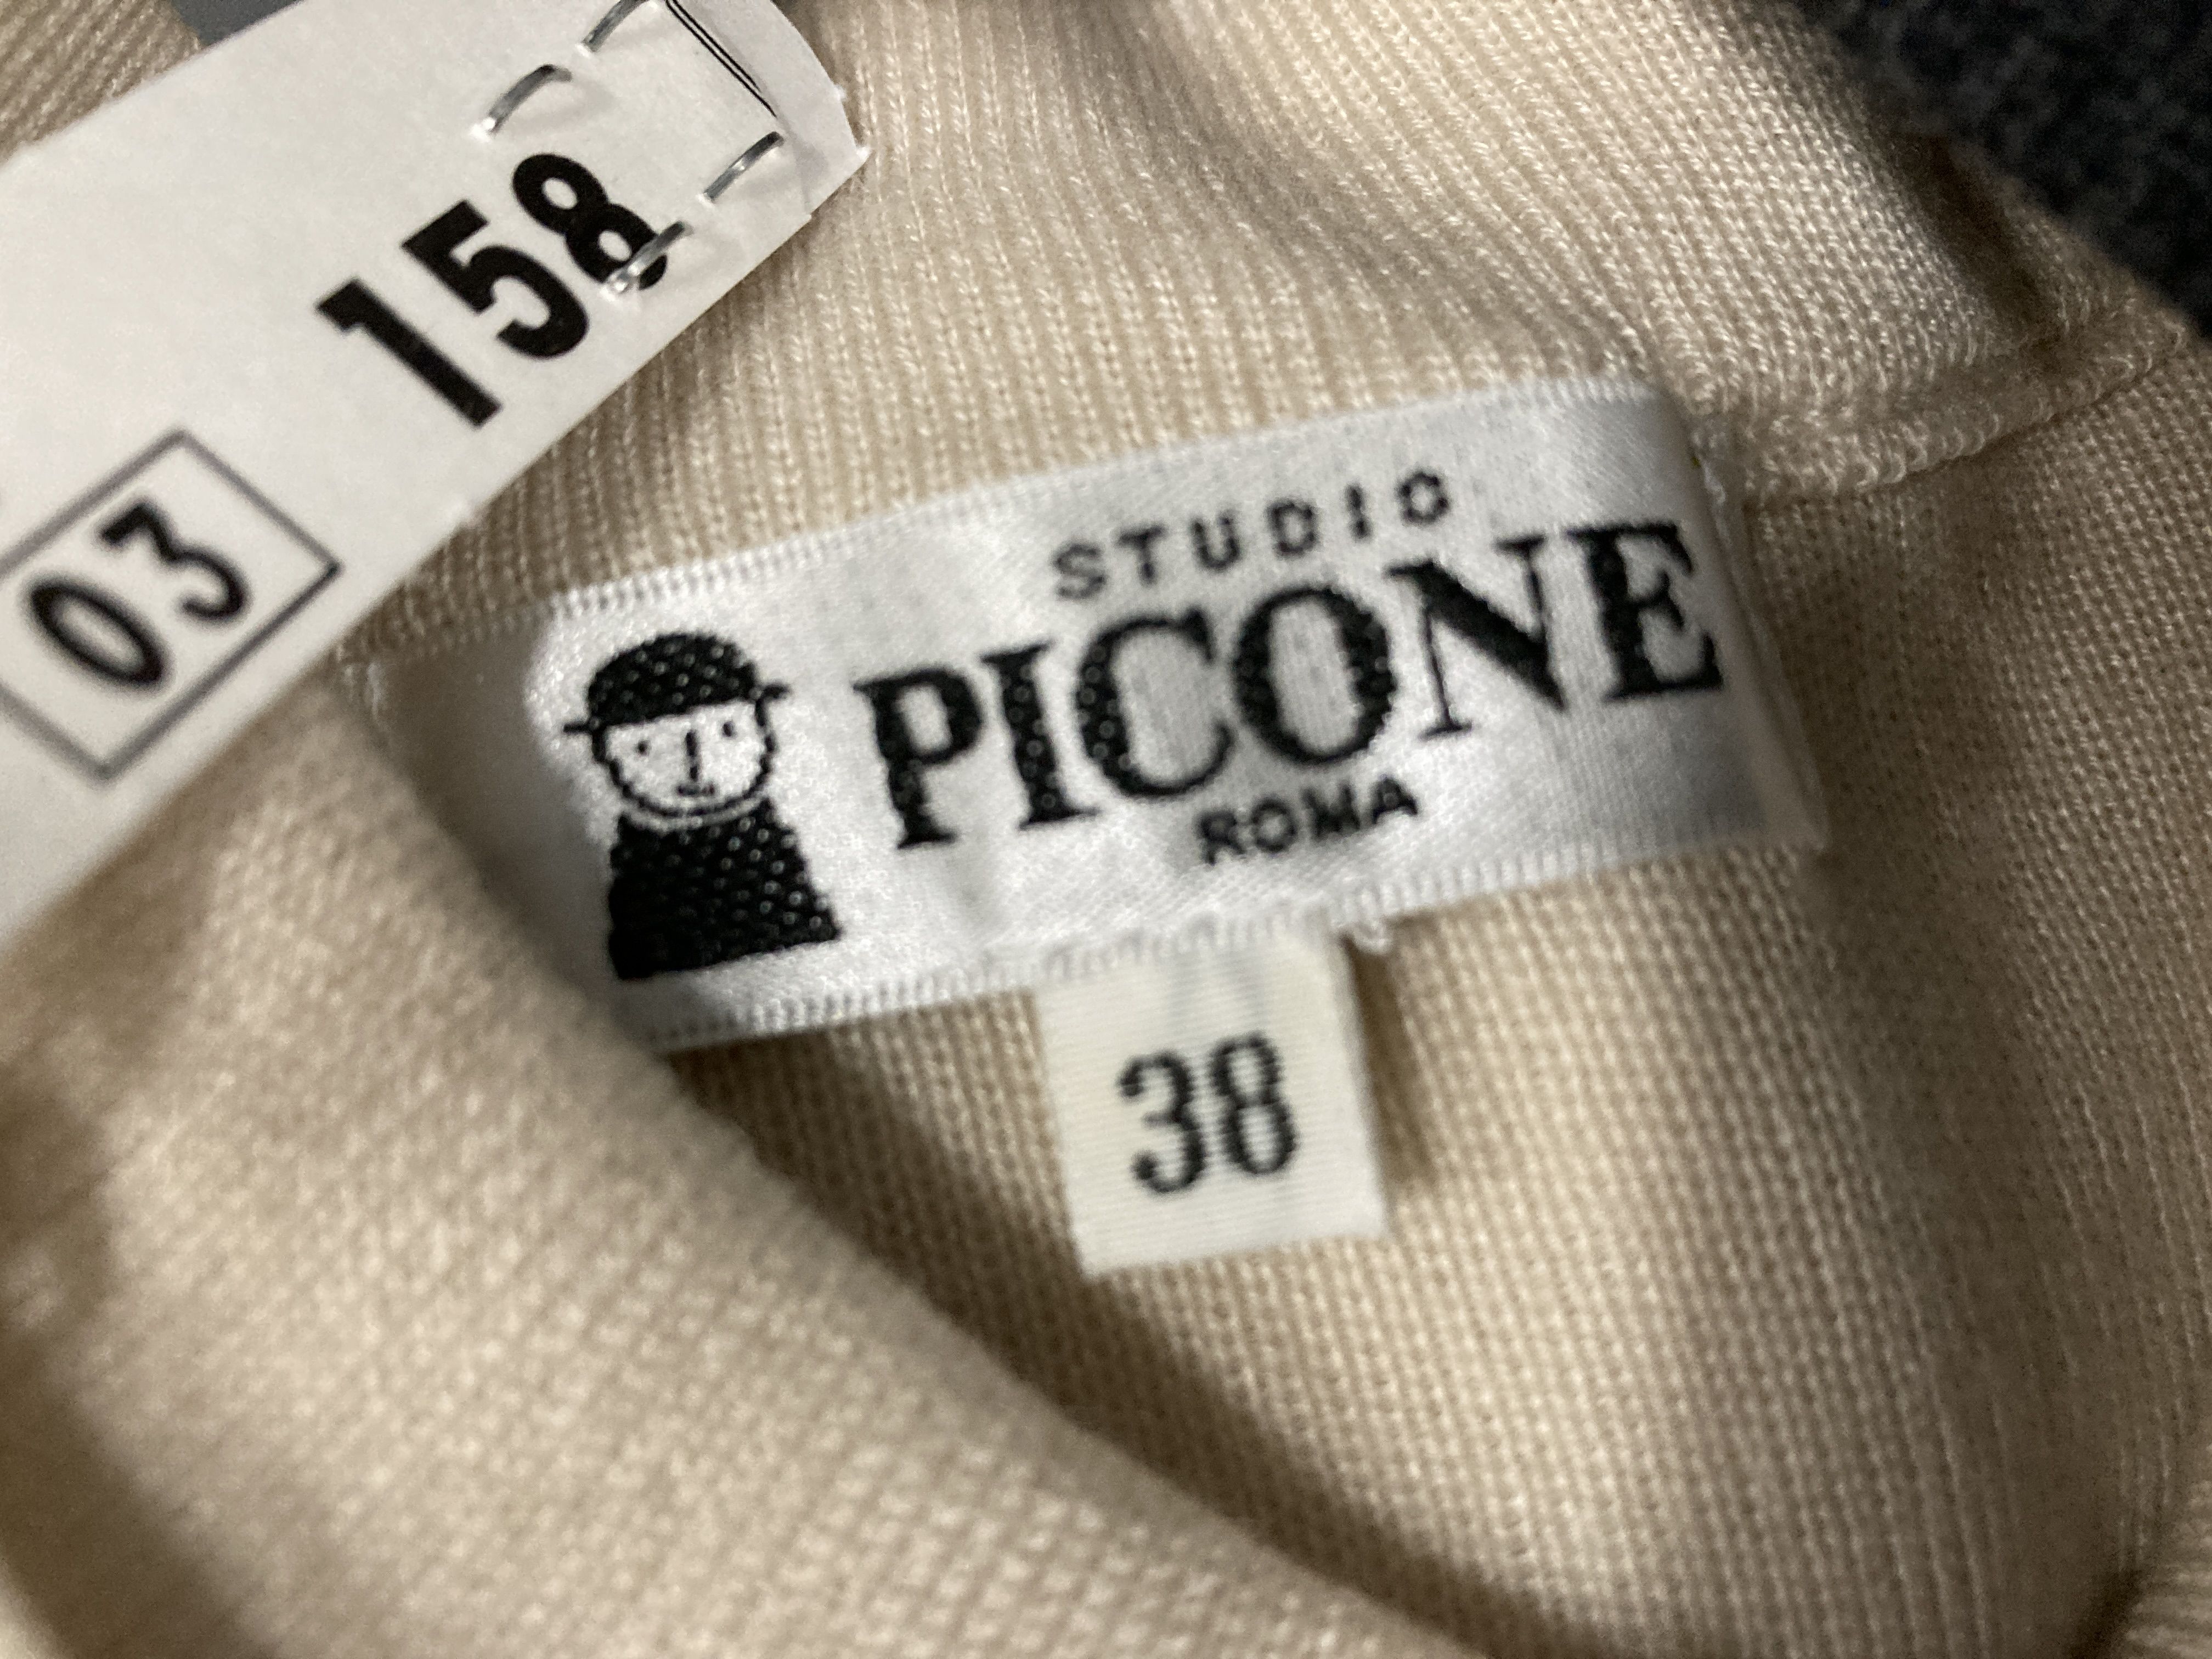 158
03
STUDIO
PICONE
ROMA
38